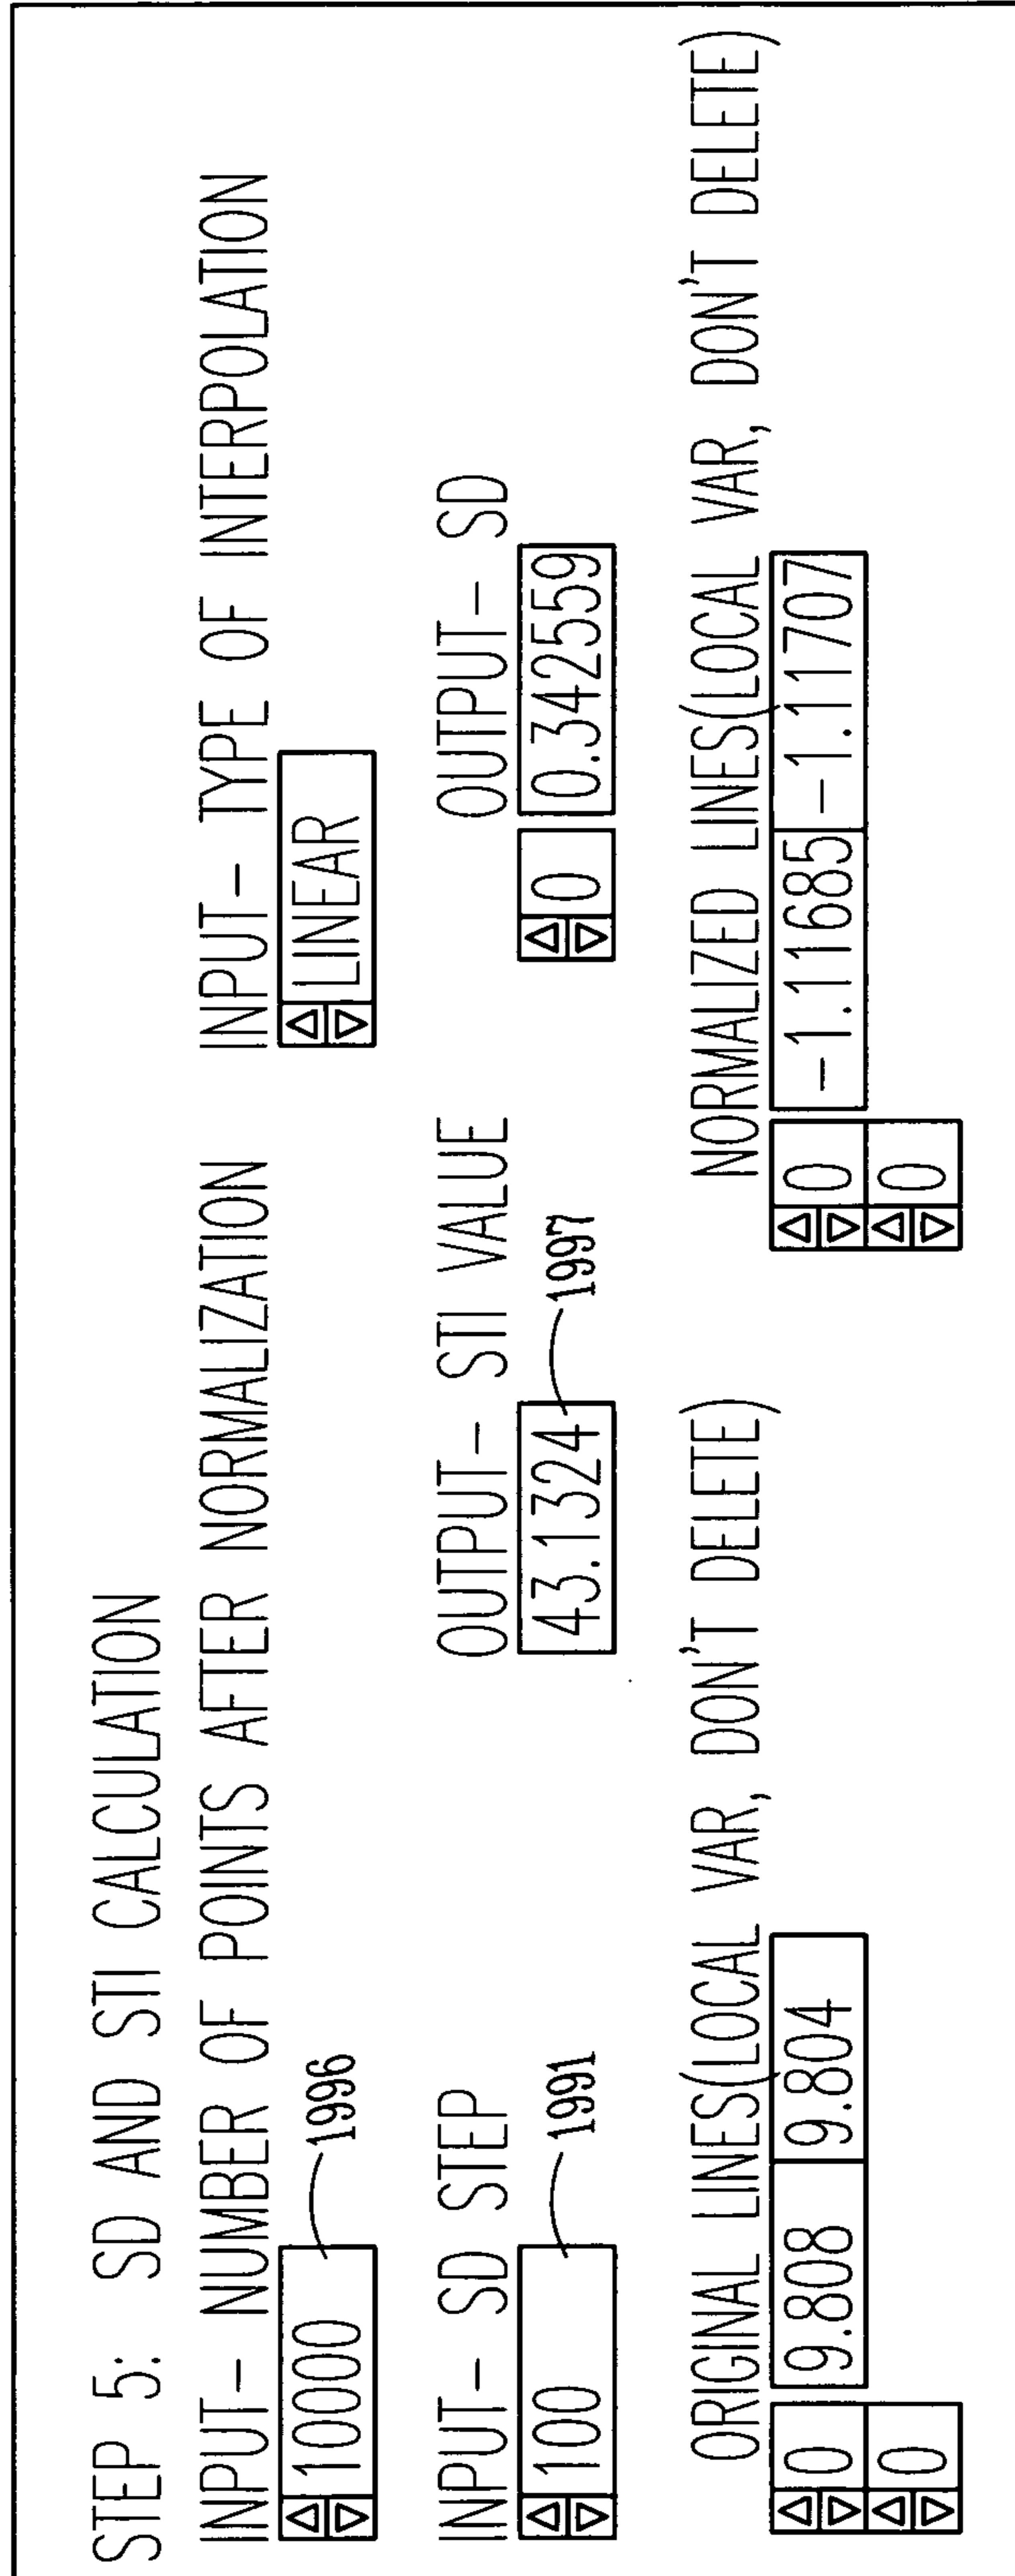 STEP 5: SD AND STI CALCULATION
INPUT- NUMBER OF POINTS AFTER NORMALIZATION
INPUT- TYPE OF INTERPOLATION
10000
1996
LINEAR
INPUT- SD STEP
OUTPUT- STI VALUE
OUTPUT- SD
100
1991
43.1324
1997
0
0.342559
ORIGINAL LINES(LOCAL VAR, DON'T DELETE)
NORMALIZED LINES(LOCAL VAR, DON'T DELETE)
0
9.808
9.804
0
-1.11685
-1.11707
0
0